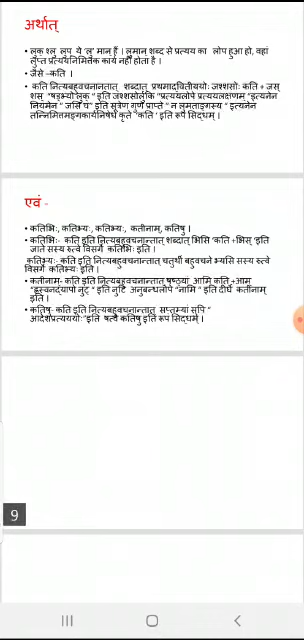 अर्थात्
• लुक् श्लु लुप् ये 'लु' मान् हैं । लुमान् शब्द से प्रत्यय का लोप हुआ हो, वहां
लुप्त प्रत्ययनिमित्तक कार्य नहीं होता है ।
• जैसे –कति ।
• कति नित्यबहुवचनान्तात् शब्दात् प्रथमाद्वितीययोः जश्शसोः कति + जस्
शस् "षड्भ्यो लुक् " इति जश्शसोर्लुकि "प्रत्ययलोपे प्रत्ययलक्षणम् "इत्यनेन
नियमेन " जसि च" इति सूत्रेण गुणे प्राप्ते " न लुमताङ्गस्य " इत्यनेन
तन्निमितमङ्गकार्यनिषेधे कृते "कति ' इति रूपं सिद्धम् ।
एवं -
• कतिभिः, कतिभ्यः, कतिभ्यः, कतीनाम्, कतिषु ।
• कतिभिः- कति इति नित्यबहुवचनान्तात् शब्दात् भिसि 'कति +भिस् 'इति
जाते सस्य रुत्वे विसर्गे कतिभिः इति ।
कतिभ्यः- कति इति नित्यबहुवचनान्तात् चतुर्थी बहुवचने भ्यसि सस्य रुत्वे
विसर्गे कतिभ्यः इति ।
• कतीनाम्- कति इति नित्यबहुवचनान्तात् षष्ठ्यां आमि कति +आम्
"ह्रस्वनद्यापो नुट् " इति नुटि अनुबन्धलोपे "नामि " इति दीर्घे कतीनाम्
इति ।
• कतिषु- कति इति नित्यबहुवचनान्तात् सप्तम्यां सुपि "
आदेशप्रत्यययोः"इति षत्वे कतिषु इति रूपं सिद्धम् ।
9